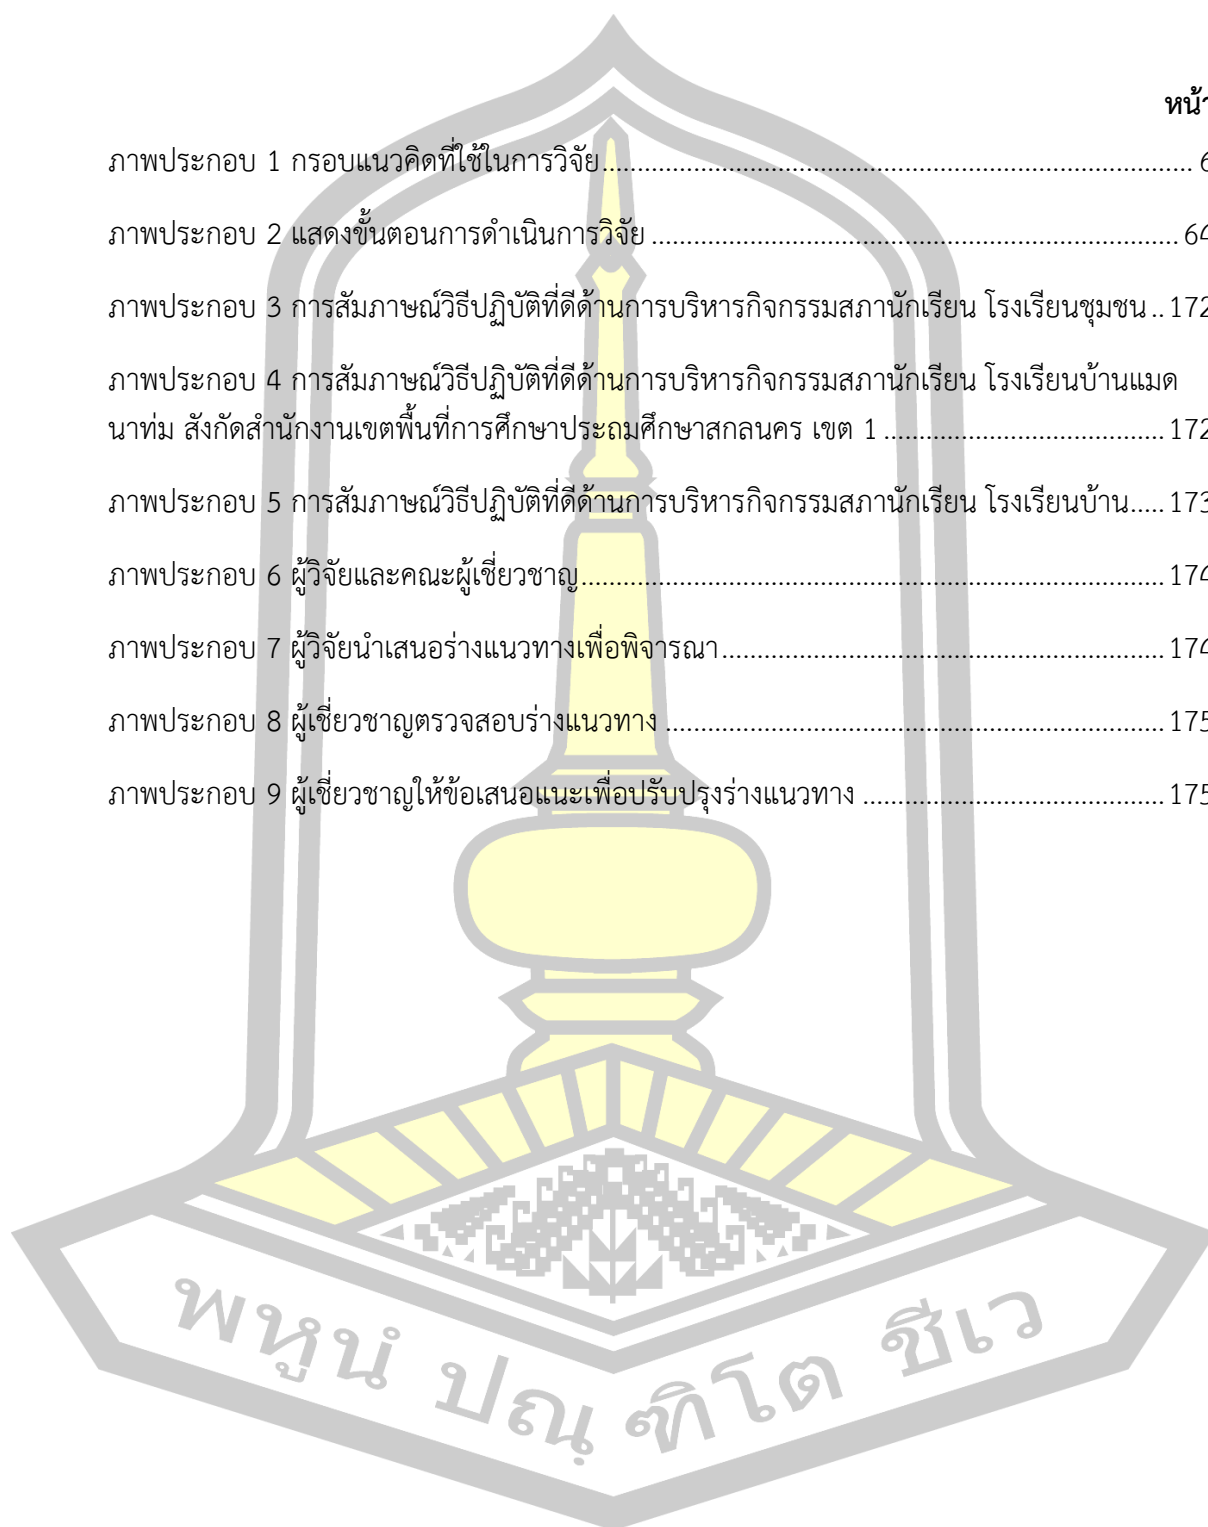 หน้า
ภาพประกอบ 1 กรอบแนวคิดที่ใช้ในการวิจัย.......................................................................................... 6
ภาพประกอบ 2 แสดงขั้นตอนการดำเนินการวิจัย ................................................................................ 64
ภาพประกอบ 3 การสัมภาษณ์วิธีปฏิบัติที่ดีด้านการบริหารกิจกรรมสภานักเรียน โรงเรียนชุมชน .. 172
ภาพประกอบ 4 การสัมภาษณ์วิธีปฏิบัติที่ดีด้านการบริหารกิจกรรมสภานักเรียน โรงเรียนบ้านแมด
นาท่ม สังกัดสำนักงานเขตพื้นที่การศึกษาประถมศึกษาสกลนคร เขต 1 ........................................... 172
ภาพประกอบ 5 การสัมภาษณ์วิธีปฏิบัติที่ดีด้านการบริหารกิจกรรมสภานักเรียน โรงเรียนบ้าน..... 173
ภาพประกอบ 6 ผู้วิจัยและคณะผู้เชี่ยวชาญ......................................................................................... 174
ภาพประกอบ 7 ผู้วิจัยนำเสนอร่างแนวทางเพื่อพิจารณา.................................................................... 174
ภาพประกอบ 8 ผู้เชี่ยวชาญตรวจสอบร่างแนวทาง ............................................................................ 175
ภาพประกอบ 9 ผู้เชี่ยวชาญให้ข้อเสนอแนะเพื่อปรับปรุงร่างแนวทาง .............................................. 175
พหูนํ ปณฺฑิโต ชีเว